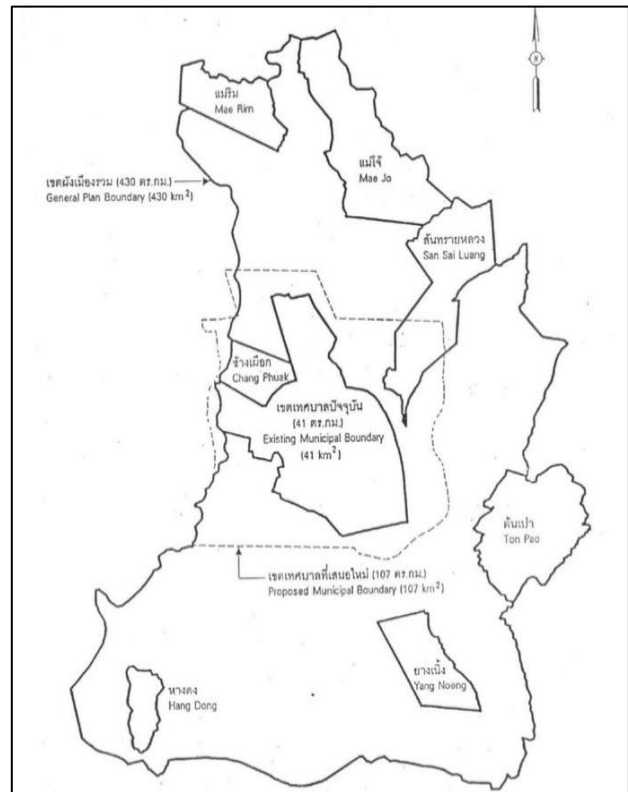 แม่ริม
Mae Rim
แม่โจ้
Mae Jo
เขตผังเมืองรวม (430 ตร.กม.)
General Plan Boundary (430 km²)
สันทรายหลวง
San Sai Luang
ช้างเผือก
Chang Phuak
เขตเทศบาลปัจจุบัน
(41 ตร.กม.)
Existing Municipal Boundary
(41 km²)
ต้นเปา
Ton Pao
เขตเทศบาลที่เสนอใหม่ (107 ตร.กม.)
Proposed Municipal Boundary (107 km²)
ยางเนิ้ง
Yang Noeng
หางดง
Hang Dong